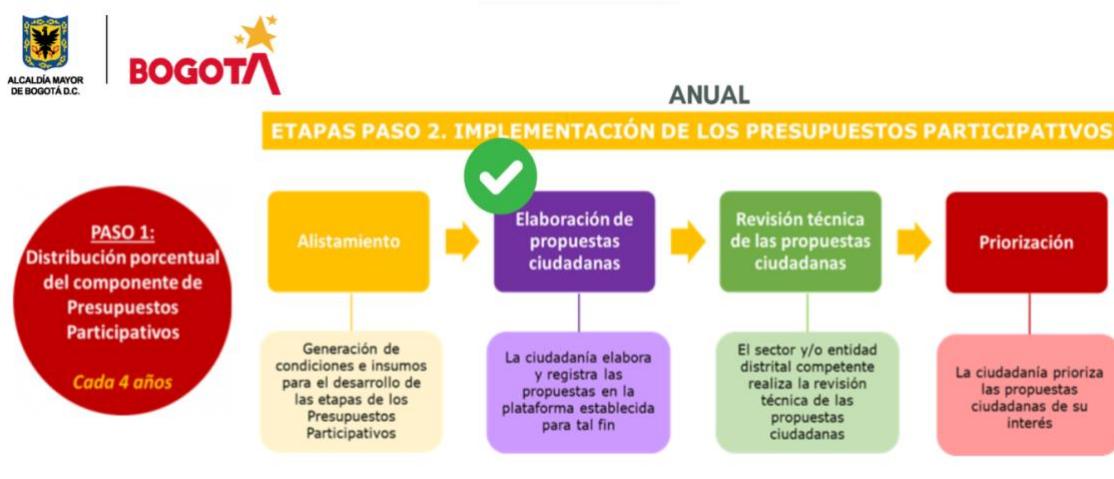 ALCALDÍA MAYOR
DE BOGOTÁ D.C.
BOGOTÁ
ANUAL
ETAPAS PASO 2. IMPLEMENTACIÓN DE LOS PRESUPUESTOS PARTICIPATIVOS
PASO 1:
Distribución porcentual
del componente de
Presupuestos
Participativos
Cada 4 años
Alistamiento
Generación de
condiciones e insumos
para el desarrollo de
las etapas de los
Presupuestos
Participativos
Elaboración de
propuestas
ciudadanas
La ciudadanía elabora
y registra las
propuestas en la
plataforma establecida
para tal fin
Revisión técnica
de las propuestas
ciudadanas
El sector y/o entidad
distrital competente
realiza la revisión
técnica de las
propuestas
ciudadanas
Priorización
La ciudadanía prioriza
las propuestas
ciudadanas de su
interés